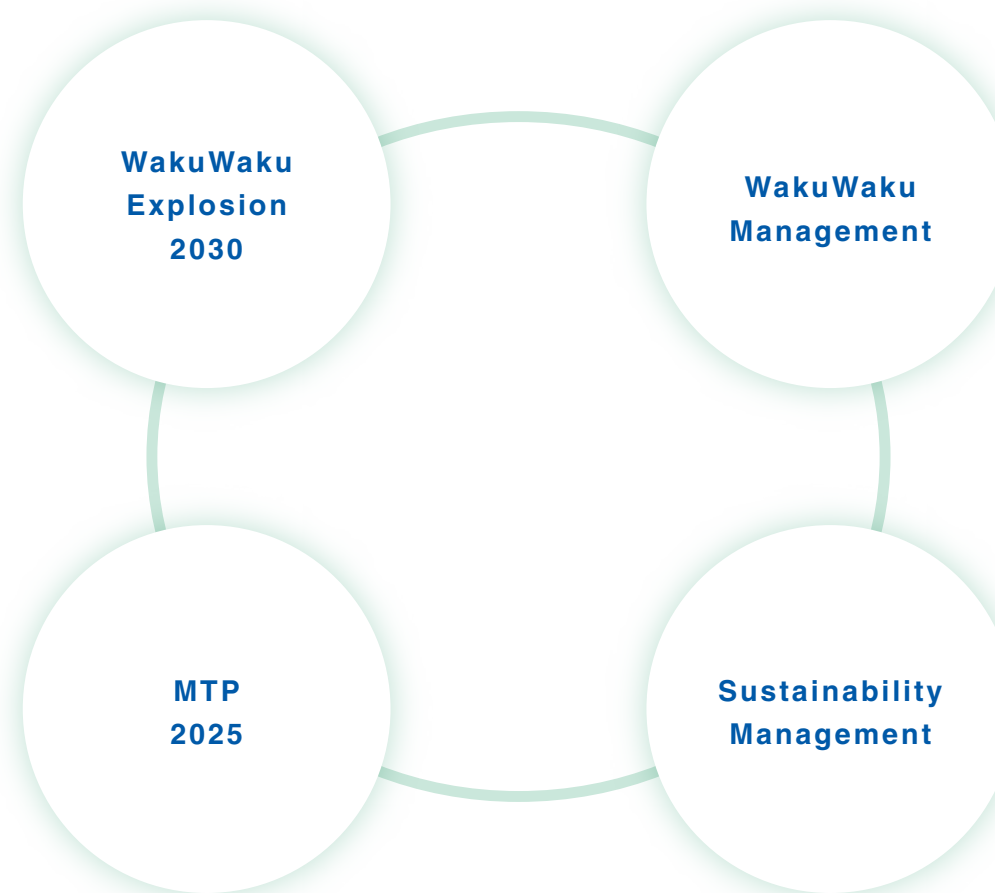 WakuWaku
Explosion
2030
WakuWaku
Management
MTP
2025
Sustainability
Management